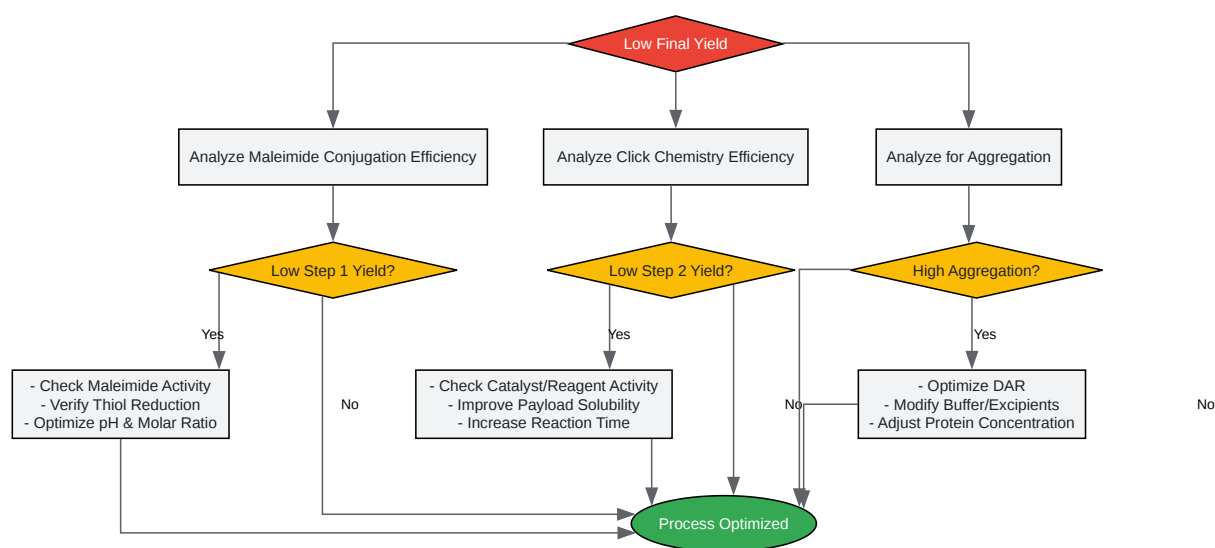 Low Final Yield
Analyze Maleimide Conjugation Efficiency
Analyze Click Chemistry Efficiency
Analyze for Aggregation
Low Step 1 Yield?
Low Step 2 Yield?
High Aggregation?
Yes
Yes
Yes
- Check Maleimide Activity
- Verify Thiol Reduction
- Optimize pH & Molar Ratio
No
- Check Catalyst/Reagent Activity
- Improve Payload Solubility
- Increase Reaction Time
No
- Optimize DAR
- Modify Buffer/Excipients
- Adjust Protein Concentration
No
Process Optimized